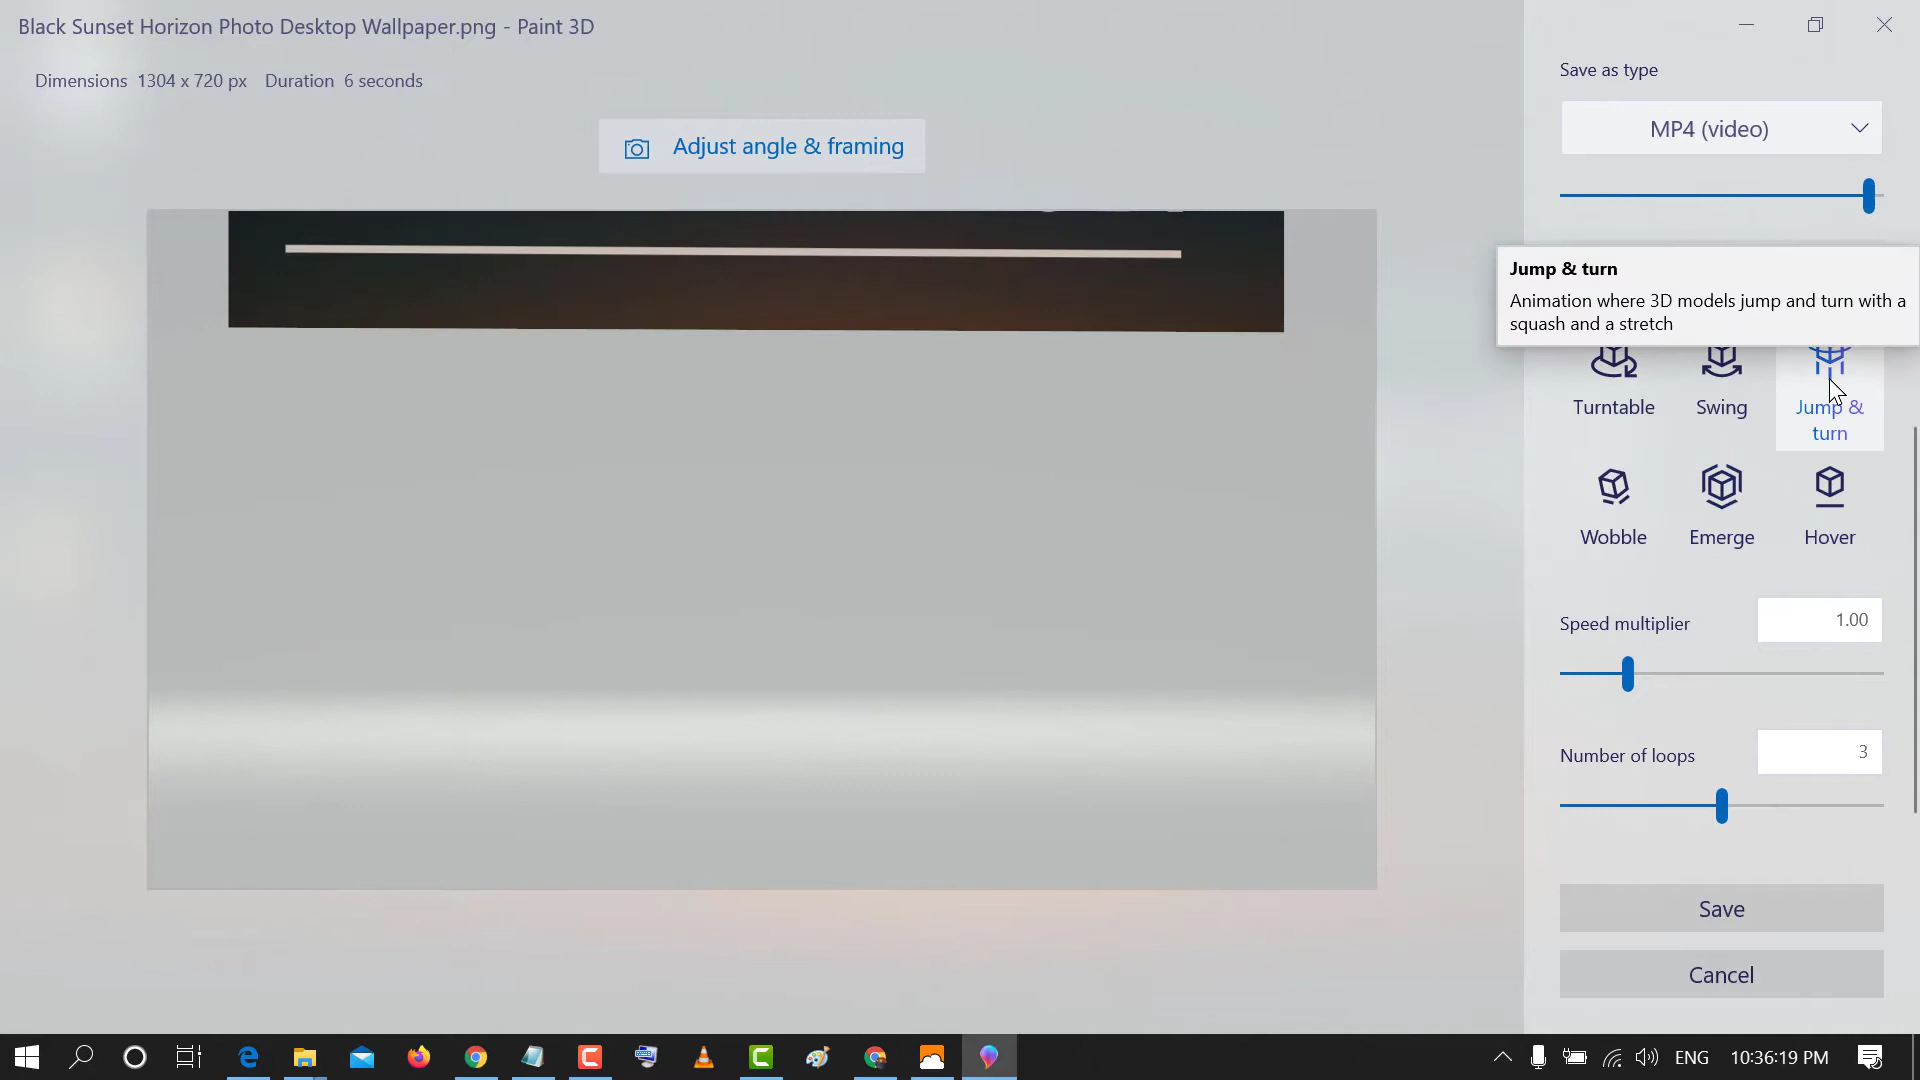 Black Sunset Horizon Photo Desktop Wallpaper.png - Paint 3D
Dimensions 1304 x 720 px Duration 6 seconds
Adjust angle & framing
Save as type
MP4 (video)
Jump & turn
Animation where 3D models jump and turn with a
squash and a stretch
Turntable
Swing
Jump &
turn
Wobble
Emerge
Hover
Speed multiplier
1.00
Number of loops
3
Save
Cancel
ENG
10:36:19 PM